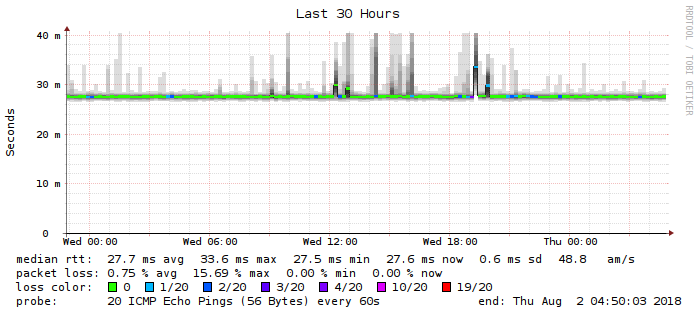 Last 30 Hours
RRDTOOL / TOBI OETIKER
Seconds
40 m
30 m
20 m
10 m
0
Wed 00:00 Wed 06:00 Wed 12:00 Wed 18:00 Thu 00:00
median rtt: 27.7 ms avg 33.6 ms max 27.5 ms min 27.6 ms now 0.6 ms sd 48.8 am/s
packet loss: 0.75 % avg 15.69 % max 0.00 % min 0.00 % now
loss color: 0 1/20 2/20 3/20 4/20 10/20 19/20
probe: 20 ICMP Echo Pings (56 Bytes) every 60s end: Thu Aug 2 04:50:03 2018